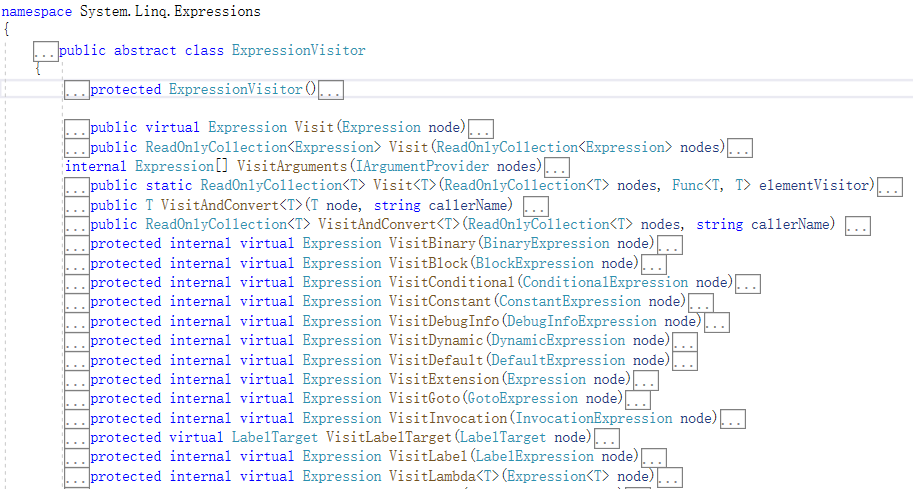 namespace System.Linq.Expressions
{
...public abstract class ExpressionVisitor
{
...protected ExpressionVisitor()...
...public virtual Expression Visit(Expression node)...
...public ReadOnlyCollection<Expression> Visit(ReadOnlyCollection<Expression> nodes)...
internal Expression[] VisitArguments(IArgumentProvider nodes)...
...public static ReadOnlyCollection<T> Visit<T>(ReadOnlyCollection<T> nodes, Func<T, T> elementVisitor)...
...public T VisitAndConvert<T>(T node, string callerName) ...
...public ReadOnlyCollection<T> VisitAndConvert<T>(ReadOnlyCollection<T> nodes, string callerName) ...
...protected internal virtual Expression VisitBinary(BinaryExpression node)...
...protected internal virtual Expression VisitBlock(BlockExpression node)...
...protected internal virtual Expression VisitConditional(ConditionalExpression node)...
...protected internal virtual Expression VisitConstant(ConstantExpression node)...
...protected internal virtual Expression VisitDebugInfo(DebugInfoExpression node)...
...protected internal virtual Expression VisitDynamic(DynamicExpression node)...
...protected internal virtual Expression VisitDefault(DefaultExpression node)...
...protected internal virtual Expression VisitExtension(Expression node)...
...protected internal virtual Expression VisitGoto(GotoExpression node)...
...protected internal virtual Expression VisitInvocation(InvocationExpression node)...
...protected virtual LabelTarget VisitLabelTarget(LabelTarget node)...
...protected internal virtual Expression VisitLabel(LabelExpression node)...
...protected internal virtual Expression VisitLambda<T>(Expression<T> node)...